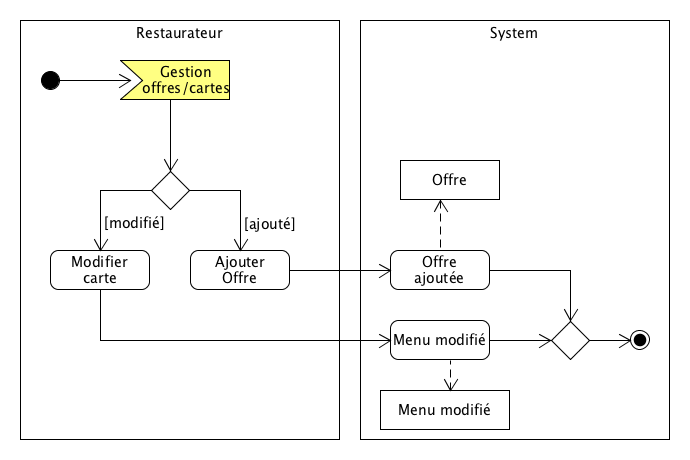 Restaurateur
System
Gestion
offres/cartes
Offre
[modifié]
[ajouté]
Modifier
carte
Ajouter
Offre
Offre
ajoutée
Menu modifié
Menu modifié